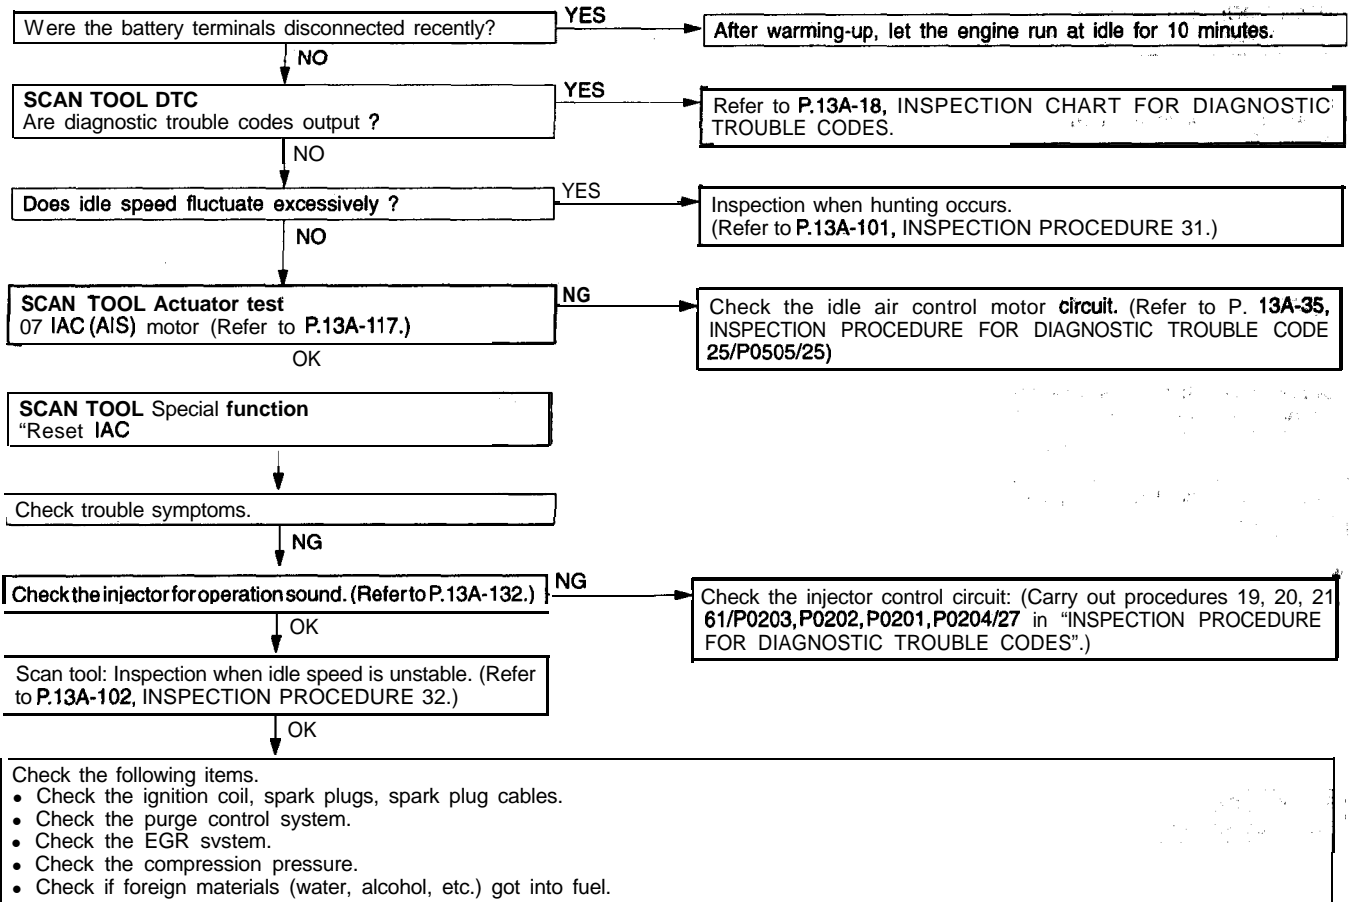 Were the battery terminals disconnected recently?
YES
After warming-up, let the engine run at idle for 10 minutes.
NO
SCAN TOOL DTC
Are diagnostic trouble codes output ?
YES
Refer to P.13A-18, INSPECTION CHART FOR DIAGNOSTIC
TROUBLE CODES.
NO
Does idle speed fluctuate excessively ?
YES
Inspection when hunting occurs.
(Refer to P.13A-101, INSPECTION PROCEDURE 31.)
NO
SCAN TOOL Actuator test
07 IAC (AIS) motor (Refer to P.13A-117.)
NG
Check the idle air control motor circuit. (Refer to P. 13A-35,
INSPECTION PROCEDURE FOR DIAGNOSTIC TROUBLE CODE
25/P0505/25)
OK
SCAN TOOL Special function
“Reset IAC
Check trouble symptoms.
NG
Check the injector for operation sound. (Refer to P.13A-132.)
NG
Check the injector control circuit: (Carry out procedures 19, 20, 21
61/P0203, P0202, P0201, P0204/27 in “INSPECTION PROCEDURE
FOR DIAGNOSTIC TROUBLE CODES”.)
OK
Scan tool: Inspection when idle speed is unstable. (Refer
to P.13A-102, INSPECTION PROCEDURE 32.)
OK
Check the following items.
• Check the ignition coil, spark plugs, spark plug cables.
• Check the purge control system.
• Check the EGR svstem.
• Check the compression pressure.
• Check if foreign materials (water, alcohol, etc.) got into fuel.